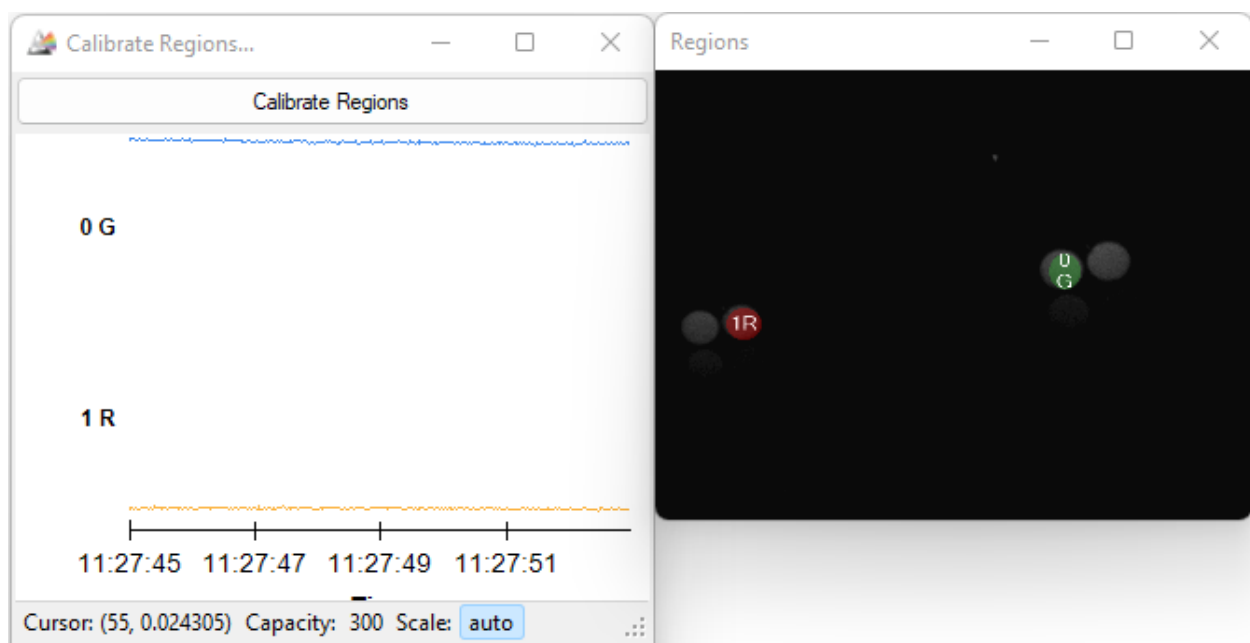 Calibrate Regions...
Calibrate Regions
0 G
1 R
11:27:45 11:27:47 11:27:49 11:27:51
Cursor: (55, 0.024305) Capacity: 300 Scale: auto
Regions
0
G
1R